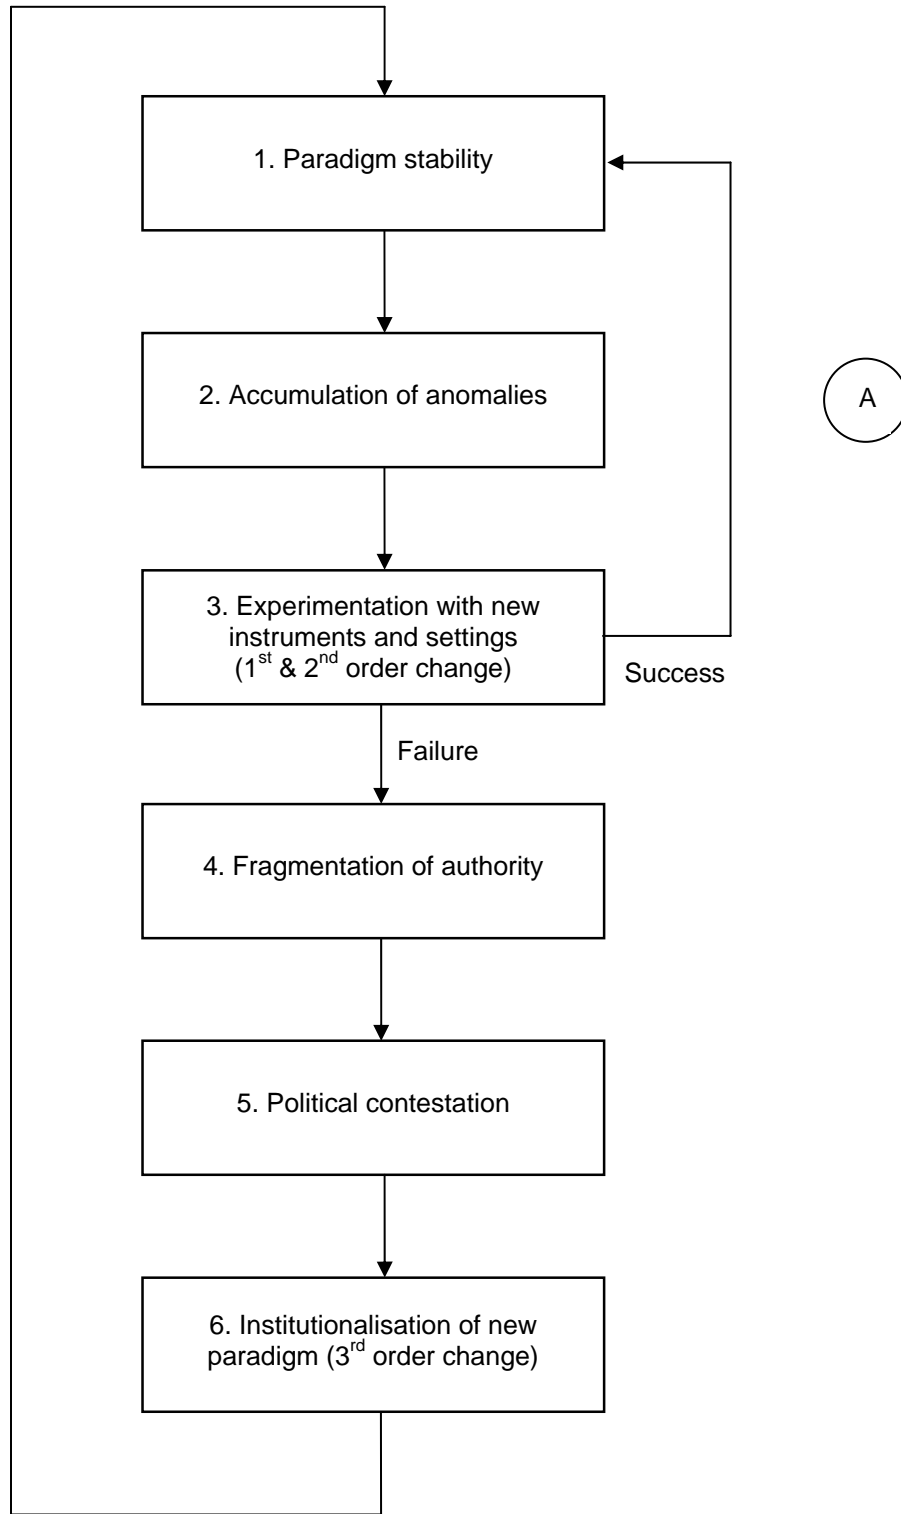 1. Paradigm stability
2. Accumulation of anomalies
A
3. Experimentation with new
instruments and settings
(1st & 2nd order change)
Success
Failure
4. Fragmentation of authority
5. Political contestation
6. Institutionalisation of new
paradigm (3rd order change)